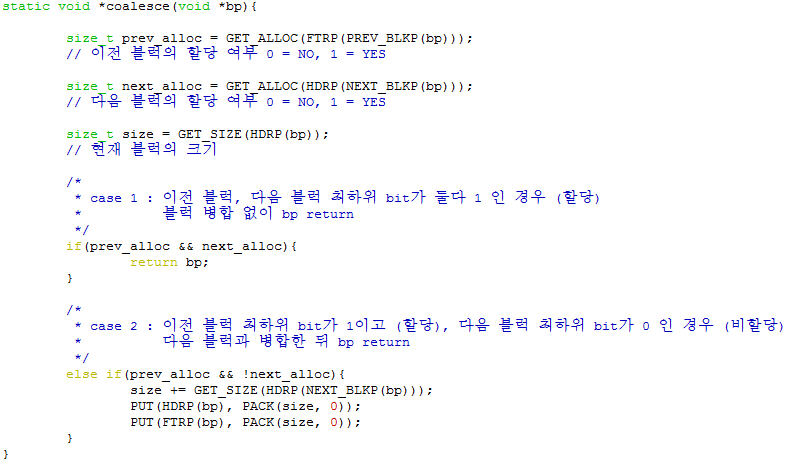 static void *coalesce(void *bp){
size_t prev_alloc = GET_ALLOC(FTRP(PREV_BLKP(bp)));
// 이전 블럭의 할당 여부 0 = NO, 1 = YES
size_t next_alloc = GET_ALLOC(HDRP(NEXT_BLKP(bp)));
// 다음 블럭의 할당 여부 0 = NO, 1 = YES
size_t size = GET_SIZE(HDRP(bp));
// 현재 블럭의 크기
/*
* case 1 : 이전 블럭, 다음 블럭 최하위 bit가 둘다 1 인 경우 (할당)
* 블럭 병합 없이 bp return
*/
if(prev_alloc && next_alloc){
return bp;
}
/*
* case 2 : 이전 블럭 최하위 bit가 1이고 (할당), 다음 블럭 최하위 bit가 0 인 경우 (비할당)
* 다음 블럭과 병합한 뒤 bp return
*/
else if(prev_alloc && !next_alloc){
size += GET_SIZE(HDRP(NEXT_BLKP(bp)));
PUT(HDRP(bp), PACK(size, 0));
PUT(FTRP(bp), PACK(size, 0));
}
}